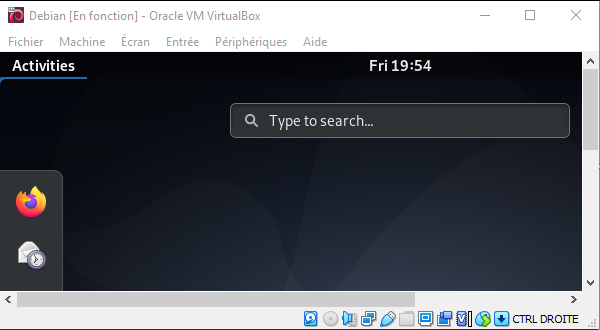 Debian [En fonction] - Oracle VM VirtualBox
Fichier Machine Écran Entrée Périphériques Aide
Activities Fri 19:54
Type to search...
CTRL DROITE